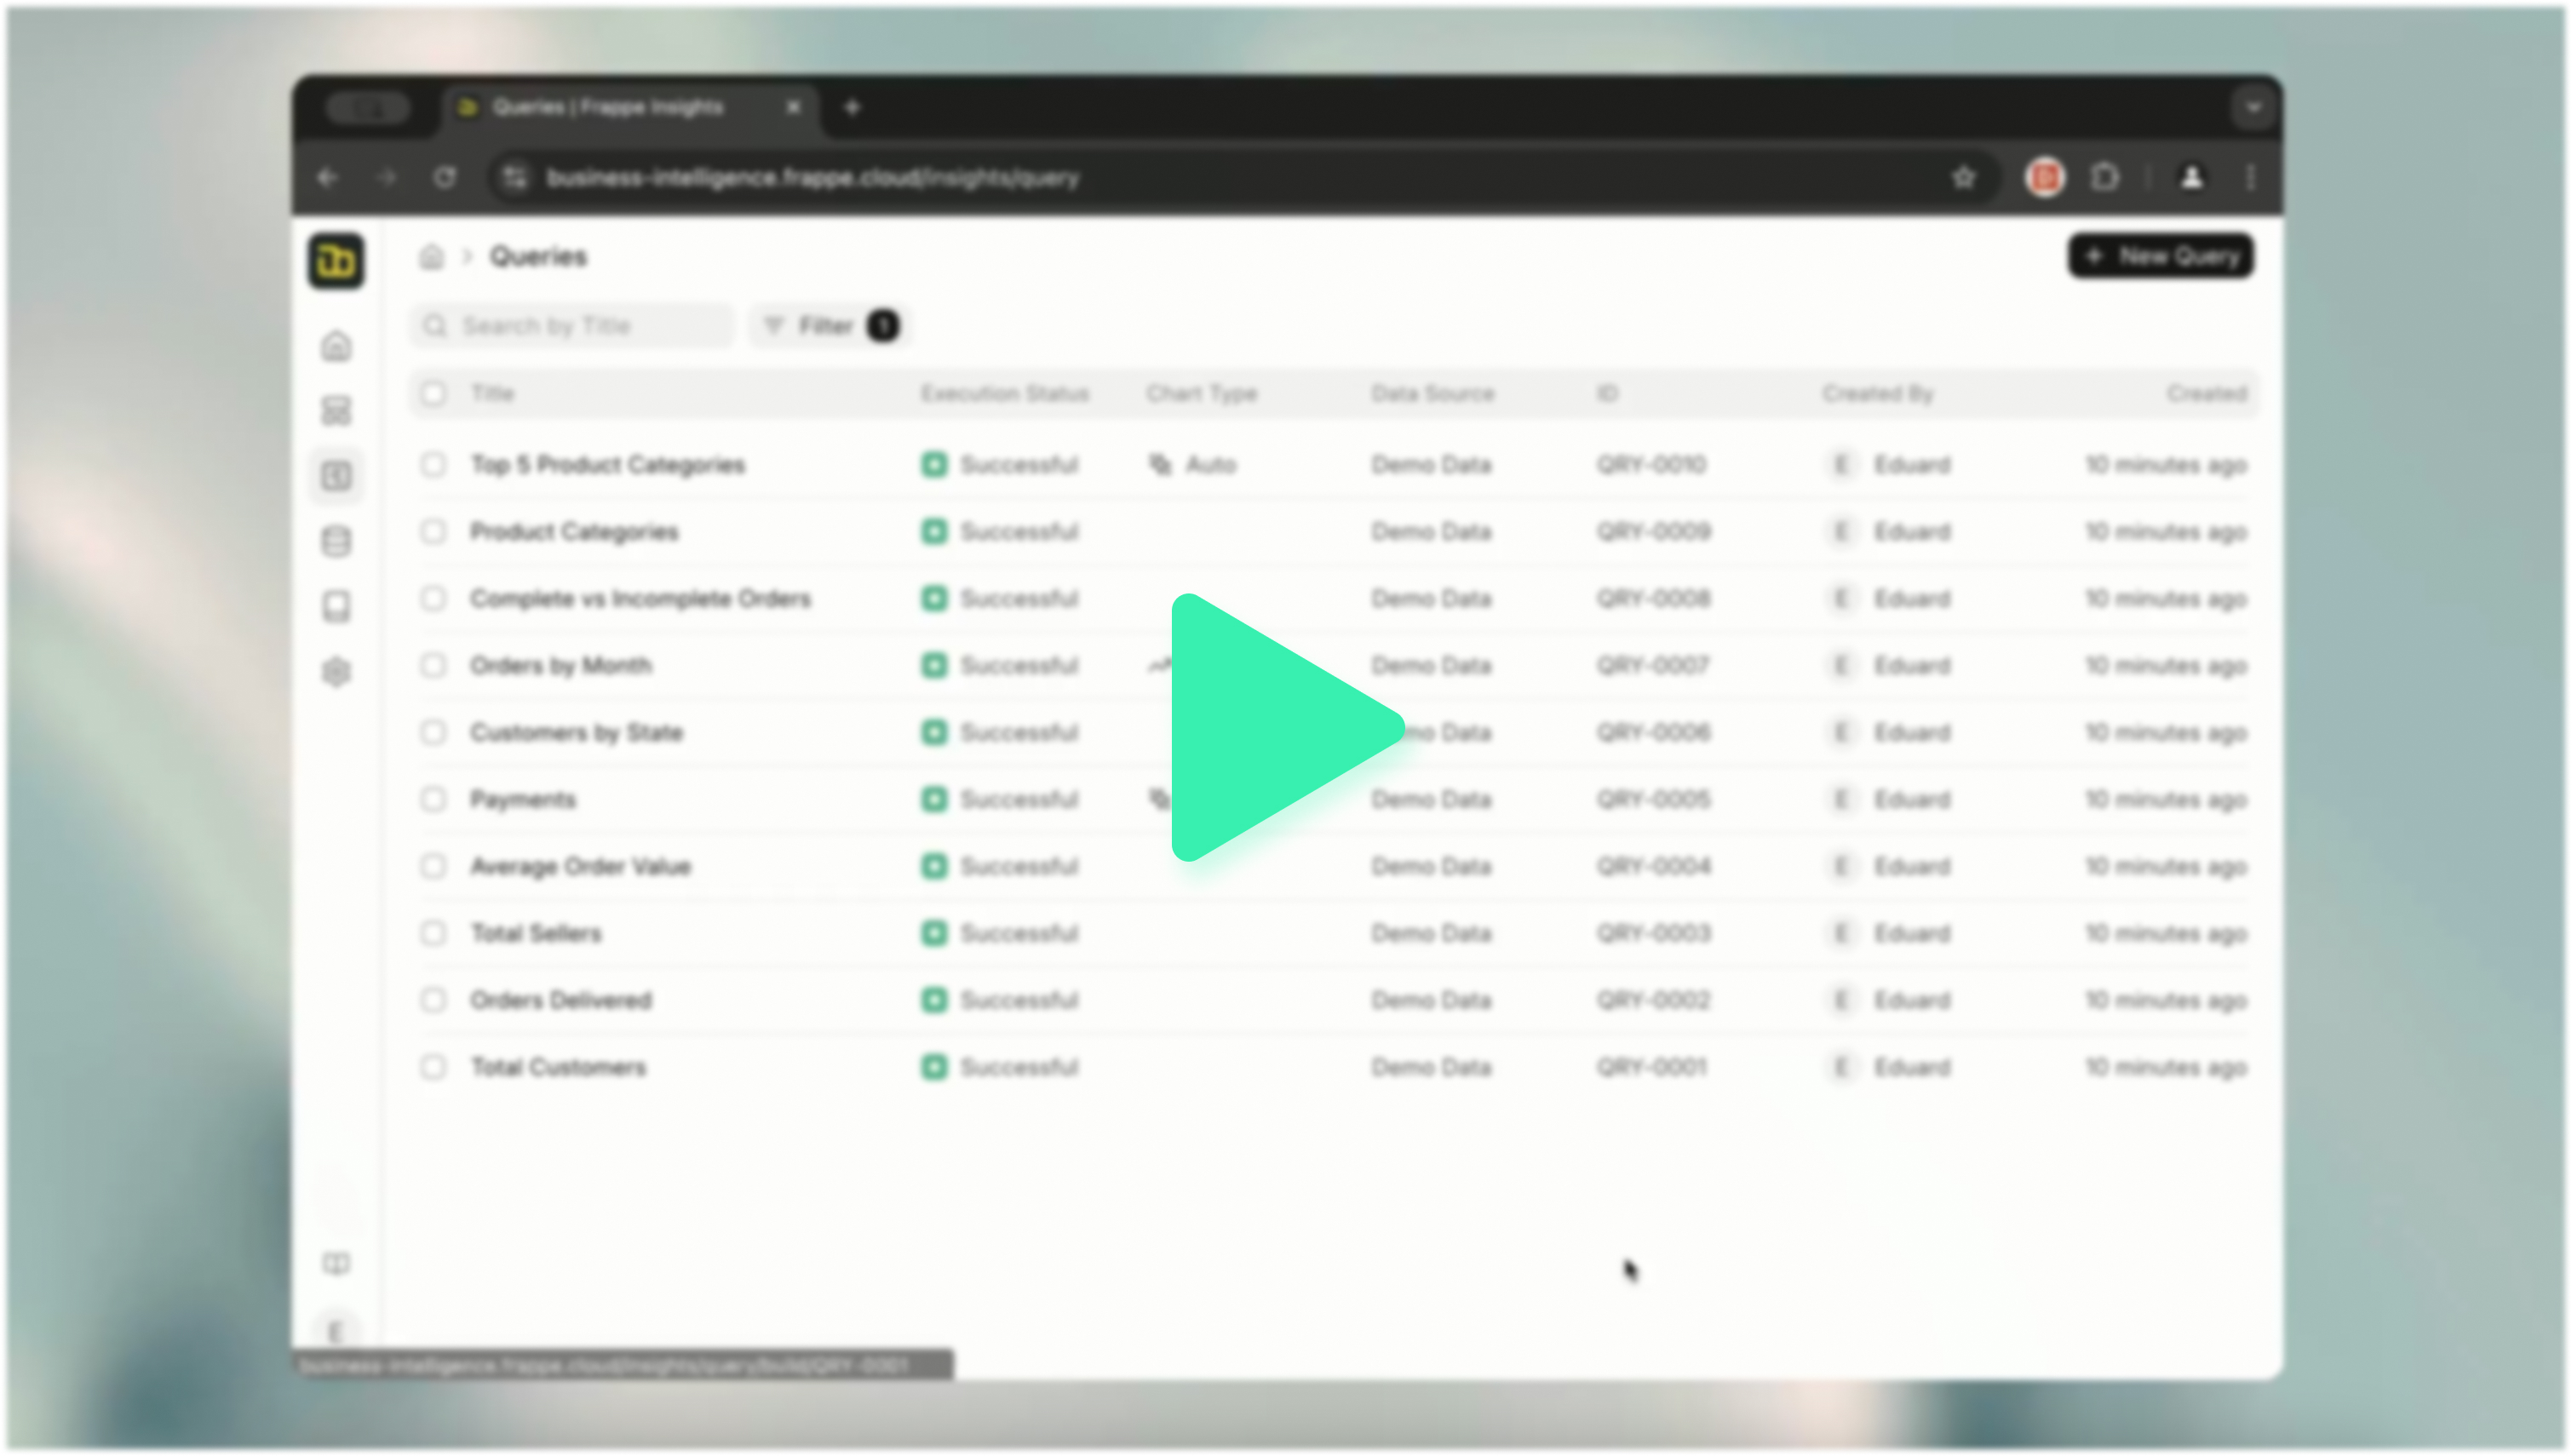 Queries | Frappe Insights
business-intelligence.frappe.cloud/insights/query
Queries
New Query
Search by Title
Filter 1
Title Execution Status Chart Type Data Source ID Created By Created
Top 5 Product Categories Successful Auto Demo Data QRY-0010 E Eduard 10 minutes ago
Product Categories Successful Demo Data QRY-0009 E Eduard 10 minutes ago
Complete vs Incomplete Orders Successful Demo Data QRY-0008 E Eduard 10 minutes ago
Orders by Month Successful Demo Data QRY-0007 E Eduard 10 minutes ago
Customers by State Successful mo Data QRY-0006 E Eduard 10 minutes ago
Payments Successful Demo Data QRY-0005 E Eduard 10 minutes ago
Average Order Value Successful Demo Data QRY-0004 E Eduard 10 minutes ago
Total Sellers Successful Demo Data QRY-0003 E Eduard 10 minutes ago
Orders Delivered Successful Demo Data QRY-0002 E Eduard 10 minutes ago
Total Customers Successful Demo Data QRY-0001 E Eduard 10 minutes ago
E
business-intelligence.frappe.cloud/insights/query/build/QRY-0001